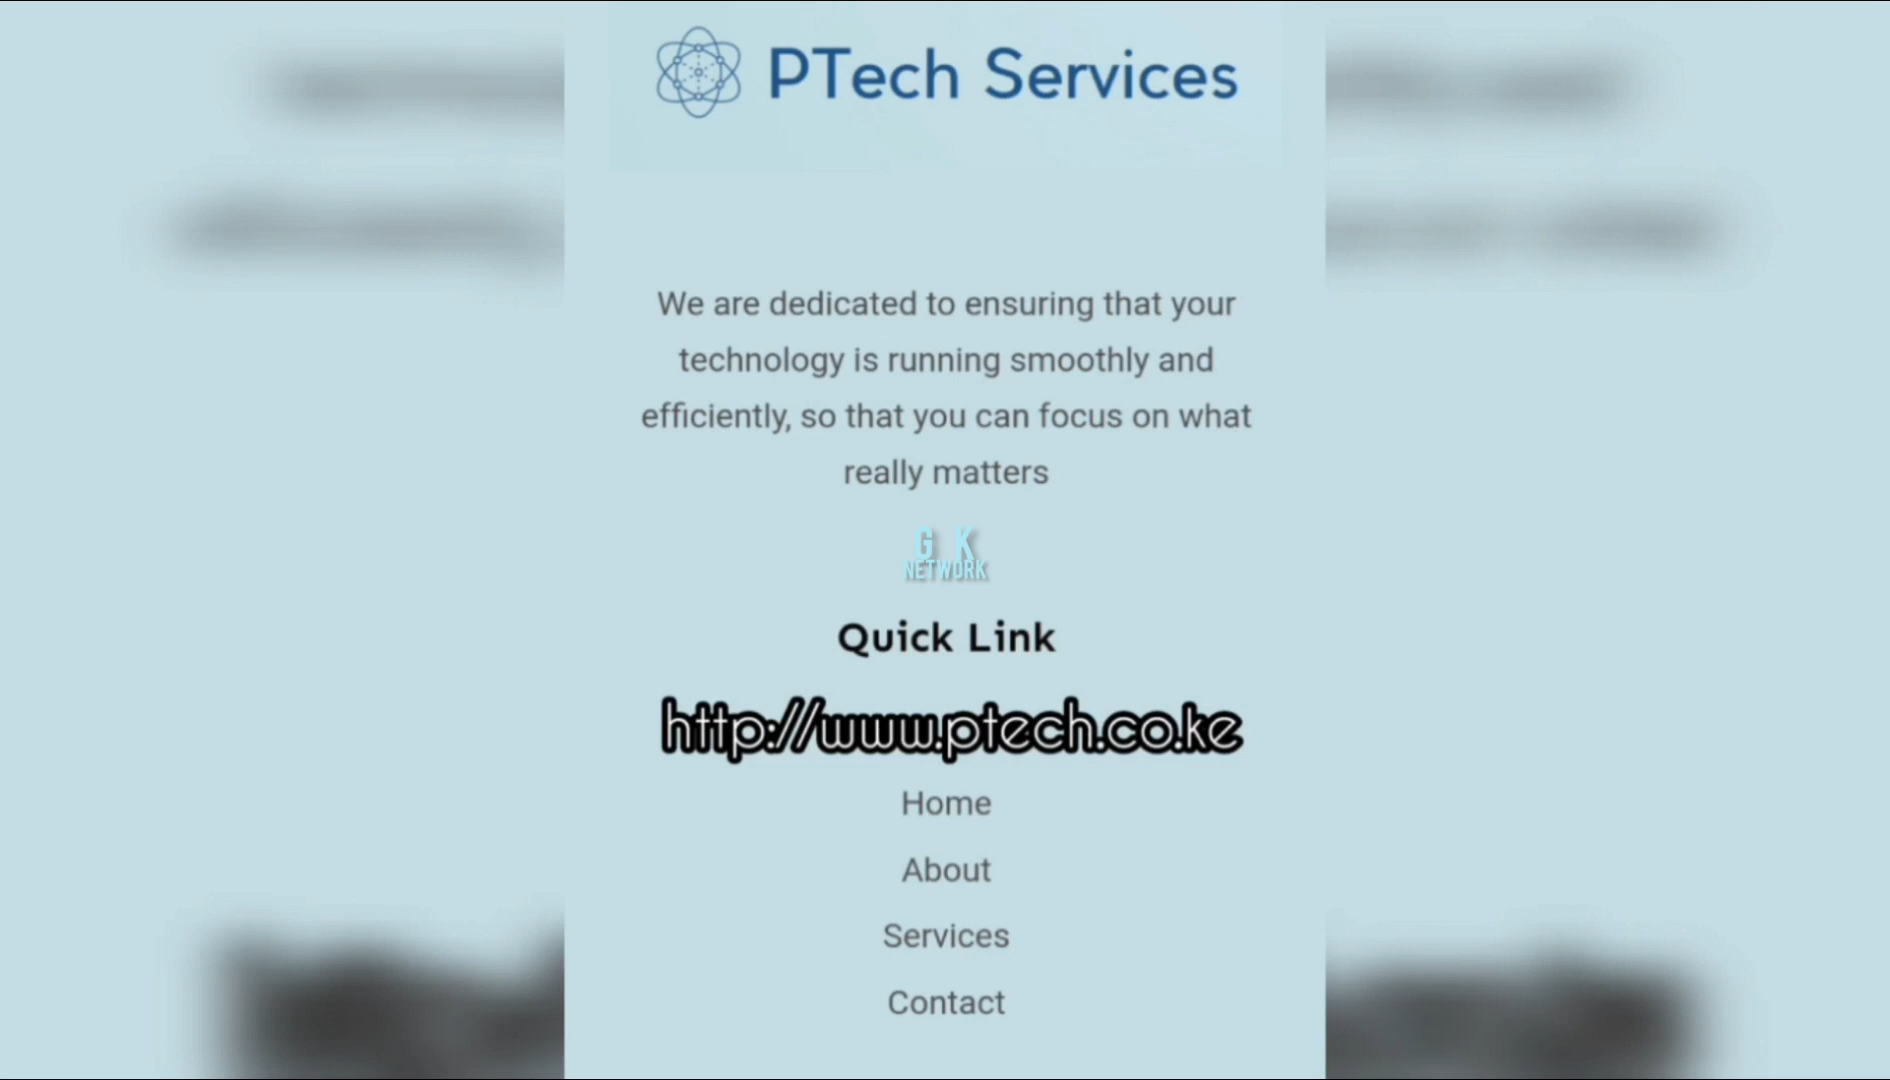 PTech Services
We are dedicated to ensuring that your
technology is running smoothly and
efficiently, so that you can focus on what
really matters
G K
NETWORK
Quick Link
http://www.ptech.co.ke
Home
About
Services
Contact